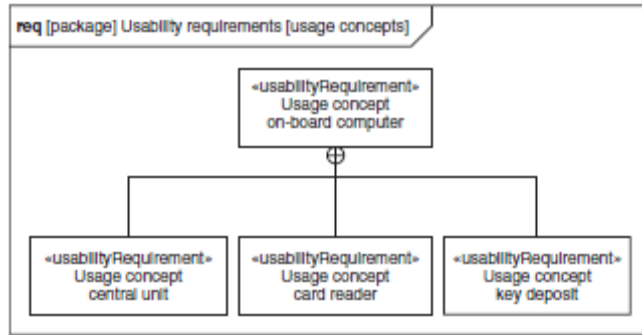 req [package] Usability requirements [usage concepts]
«usabilityRequirement»
Usage concept
on-board computer
«usabilityRequirement»
Usage concept
central unit
«usabilityRequirement»
Usage concept
card reader
«usabilityRequirement»
Usage concept
key deposit